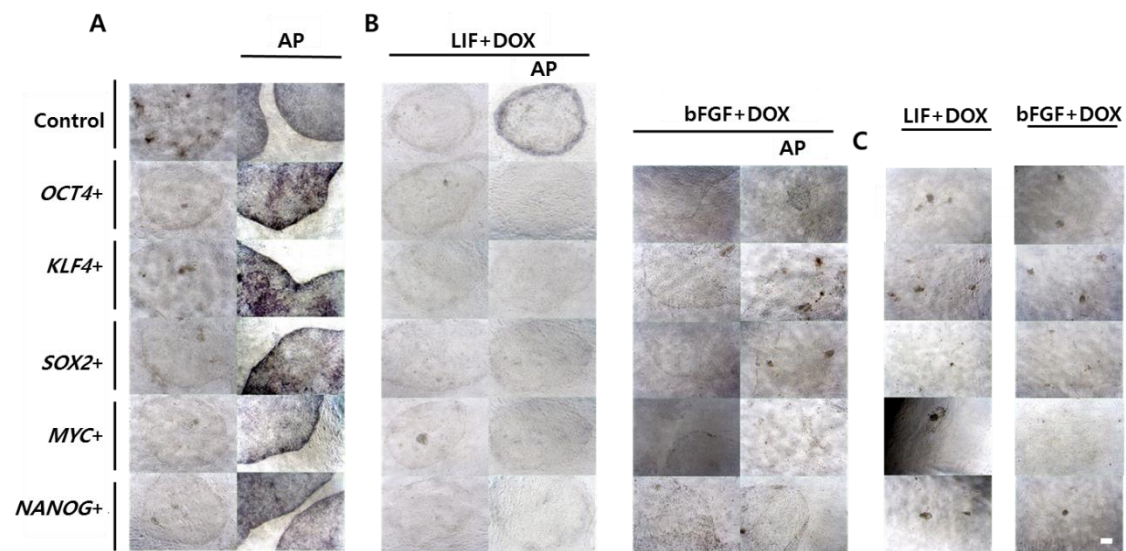 A
B
AP
LIF+DOX
AP
Control
bFGF+DOX
AP
C
LIF+DOX
bFGF+DOX
OCT4+
KLF4+
SOX2+
MYC+
NANOG+